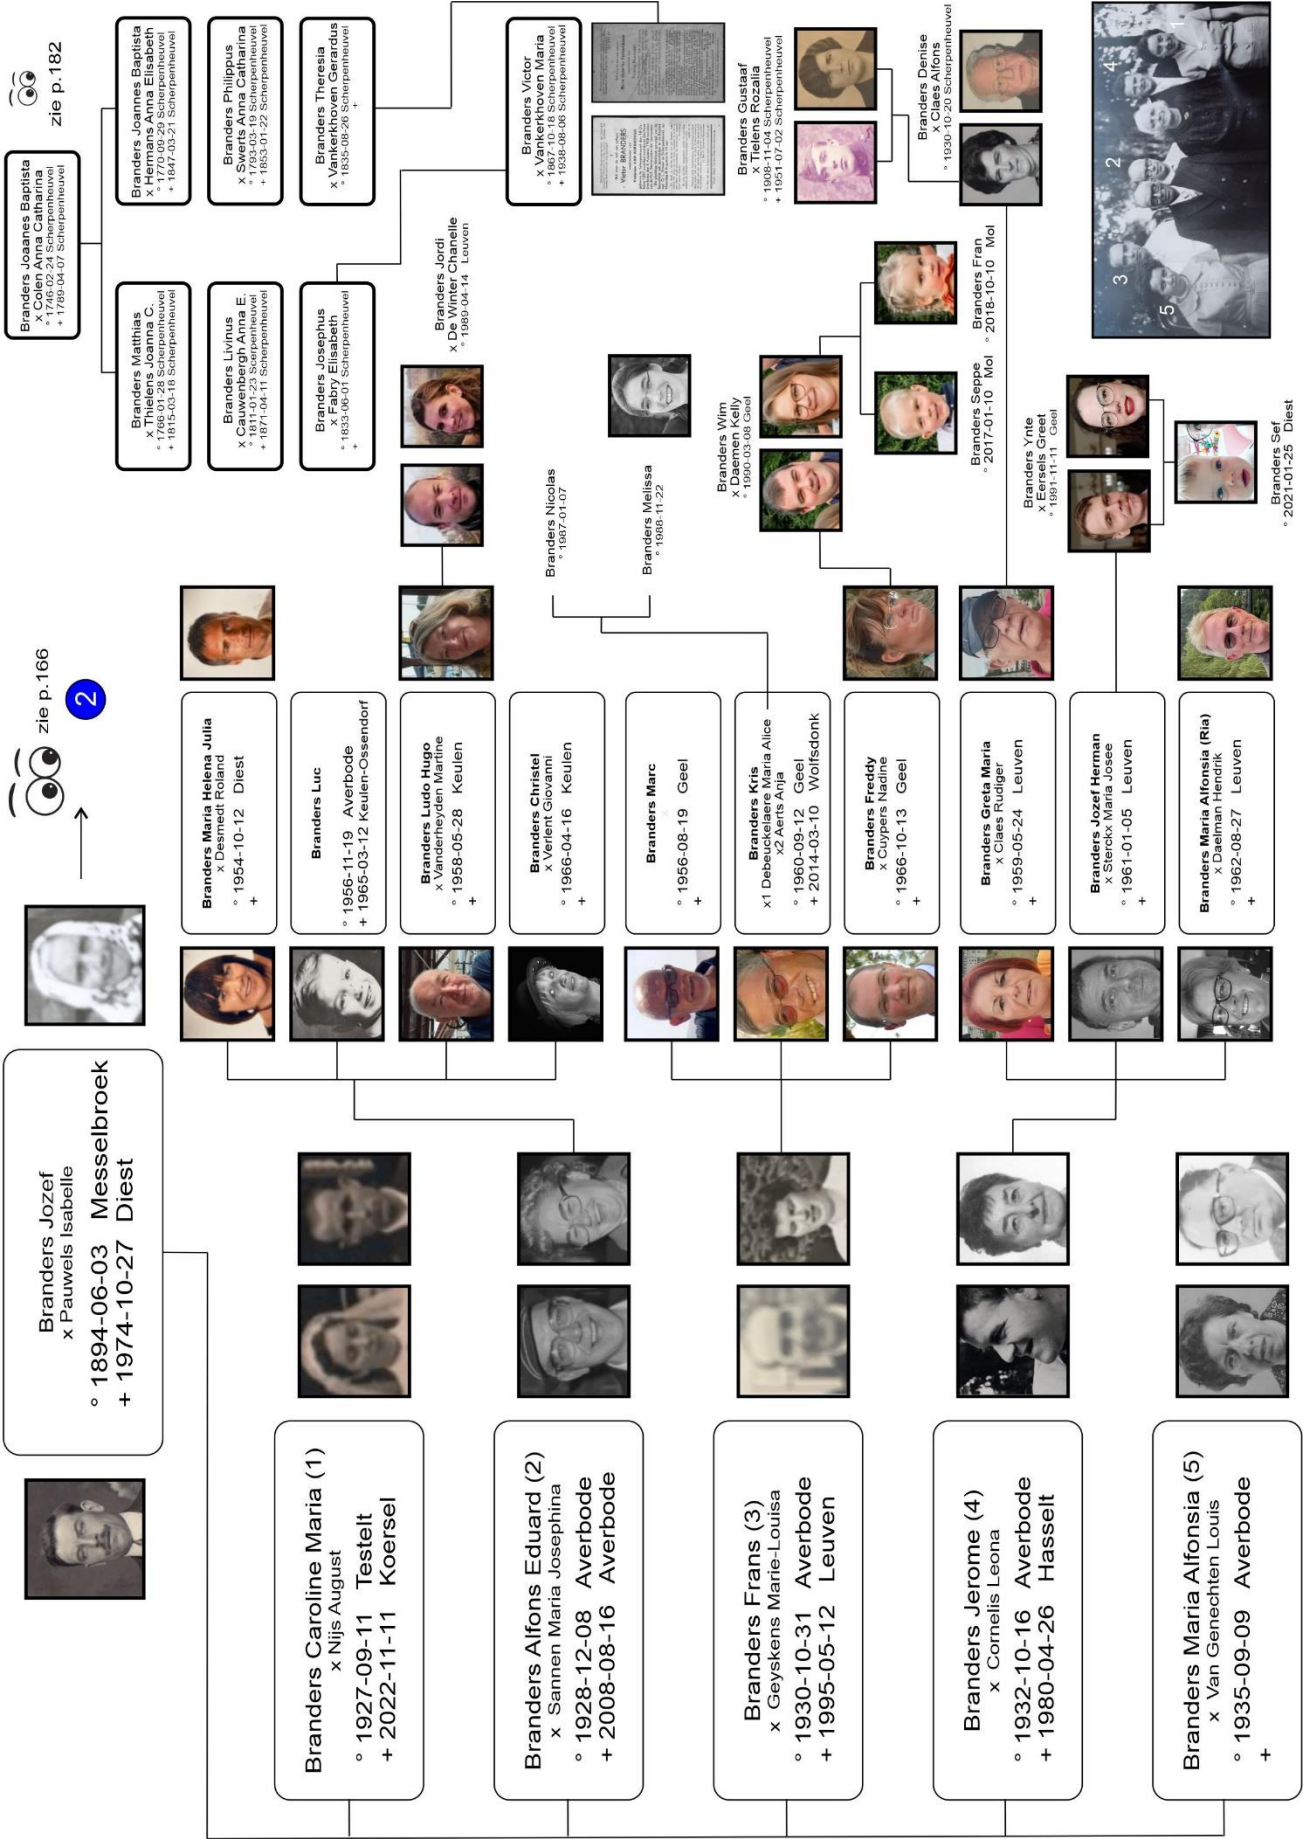 Branders Jozef
x Pauwels Isabelle
° 1894-06-03 Messelbroek
+ 1974-10-27 Diest
zie p.166
2
Branders Caroline Maria (1)
x Nijs August
° 1927-09-11 Testelt
+ 2022-11-11 Koersel
Branders Alfons Eduard (2)
x Sannen Maria Josephina
° 1928-12-08 Averbode
+ 2008-08-16 Averbode
Branders Frans (3)
x Geyskens Marie-Louisa
° 1930-10-31 Averbode
+ 1995-05-12 Leuven
Branders Jerome (4)
x Cornelis Leona
° 1932-10-16 Averbode
+ 1980-04-26 Hasselt
Branders Maria Alfonsia (5)
x Van Genechten Louis
° 1935-09-09 Averbode
+
Branders Maria Helena Julia
x Desmedt Roland
° 1954-10-12 Diest
+
Branders Luc
° 1956-11-19 Averbode
+ 1965-03-12 Keulen-Ossendorf
Branders Ludo Hugo
x Vanderheyden Martine
° 1958-05-28 Keulen
+
Branders Christel
x Verlent Giovanni
° 1966-04-16 Keulen
+
Branders Marc
x
° 1956-08-19 Geel
+
Branders Kris
x1 Debeuckelaere Maria Alice
x2 Aerts Anja
° 1960-09-12 Geel
+ 2014-03-10 Wolfsdonk
Branders Freddy
x Cuypers Nadine
° 1966-10-13 Geel
+
Branders Greta Maria
x Claes Rudiger
° 1959-05-24 Leuven
+
Branders Jozef Herman
x Sterckx Maria Josee
° 1961-01-05 Leuven
+
Branders Maria Alfonsia (Ria)
x Daelman Hendrik
° 1962-08-27 Leuven
+
Branders Joaanes Baptista
x Colen Anna Catharina
° 1746-02-24 Scherpenheuvel
+ 1789-04-07 Scherpenheuvel
zie p.182
Branders Matthias
x Thielens Joanna C.
° 1766-01-28 Scherpenheuvel
+ 1815-03-18 Scherpenheuvel
Branders Joannes Baptista
x Hermans Anna Elisabeth
° 1770-09-29 Scherpenheuvel
+ 1847-03-21 Scherpenheuvel
Branders Livinus
x Cauwenbergh Anna E.
° 1811-01-23 Scerpenheuvel
+ 1871-04-11 Scherpenheuvel
Branders Philippus
x Swerts Anna Catharina
° 1793-03-19 Scherpenheuvel
+ 1853-01-22 Scherpenheuvel
Branders Josephus
x Fabry Elisabeth
°1833-06-01 Scherpenheuvel
+
Branders Theresia
x Vankerkhoven Gerardus
° 1835-08-26 Scherpenheuvel
+
Branders Victor
x Vankerkhoven Maria
° 1867-10-18 Scherpenheuvel
+ 1938-08-06 Scherpenheuvel
Victor BRANDERS
Branders Jordi
x De Winter Chanelle
° 1989-04-14 Leuven
Branders Nicolas
° 1987-01-07
Branders Melissa
° 1988-11-22
Branders Wim
x Daemen Kelly
° 1990-03-08 Geel
Branders Seppe
° 2017-01-10 Mol
Branders Fran
° 2018-10-10 Mol
Branders Gustaaf
x Tielens Rozalia
° 1908-11-04 Scherpenheuvel
+ 1951-07-02 Scherpenheuvel
Branders Denise
x Claes Alfons
° 1930-10-20 Scherpenheuvel
Branders Ynte
x Eersels Greet
° 1991-11-11 Geel
Branders Sef
° 2021-01-25 Diest
5
3
2
4
1